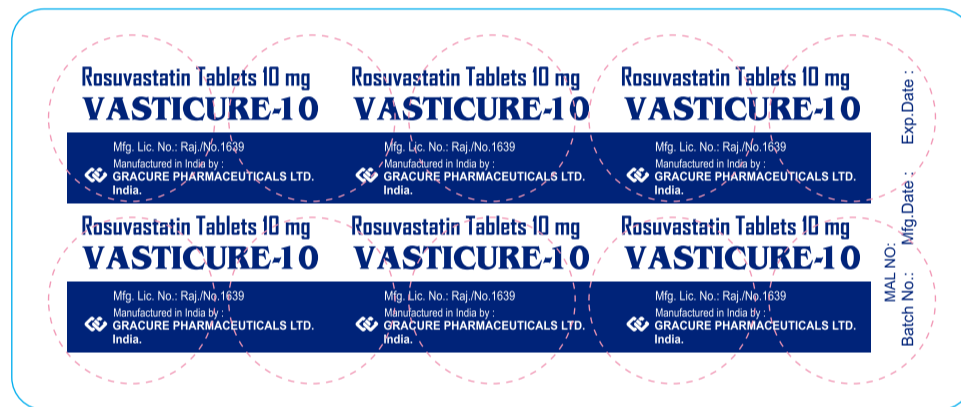 Rosuvastatin Tablets 10 mg
VASTICURE-10
Mfg. Lic. No.: Raj./No.1639
Manufactured in India by :
GRACURE PHARMACEUTICALS LTD.
India.
Rosuvastatin Tablets 10 mg
VASTICURE-10
Mfg. Lic. No.: Raj./No.1639
Manufactured in India by :
GRACURE PHARMACEUTICALS LTD.
India.
Rosuvastatin Tablets 10 mg
VASTICURE-10
Mfg. Lic. No.: Raj./No.1639
Manufactured in India by :
GRACURE PHARMACEUTICALS LTD.
India.
Rosuvastatin Tablets 10 mg
VASTICURE-10
Mfg. Lic. No.: Raj./No.1639
Manufactured in India by :
GRACURE PHARMACEUTICALS LTD.
India.
Rosuvastatin Tablets 10 mg
VASTICURE-10
Mfg. Lic. No.: Raj./No.1639
Manufactured in India by :
GRACURE PHARMACEUTICALS LTD.
India.
Rosuvastatin Tablets 10 mg
VASTICURE-10
Mfg. Lic. No.: Raj./No.1639
Manufactured in India by :
GRACURE PHARMACEUTICALS LTD.
India.
MAL NO:
Batch No.: Mfg.Date : Exp.Date :